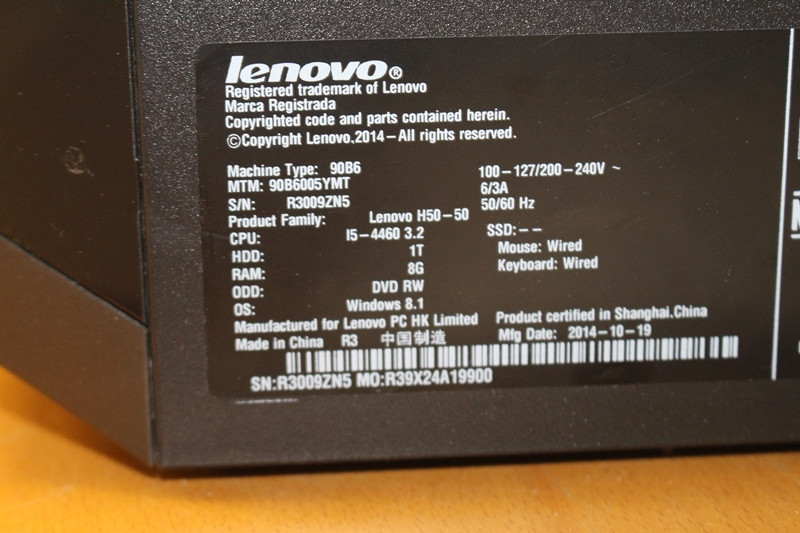 lenovo®
Registered trademark of Lenovo
Marca Registrada
Copyrighted code and parts contained herein.
©Copyright Lenovo,2014-All rights reserved.
Machine Type: 90B6 100-127/200-240V ~
MTM: 90B6005YMT 6/3A
S/N: R3009ZN5 50/60 Hz
Product Family: Lenovo H50-50
CPU: I5-4460 3.2 SSD:--
HDD: 1T Mouse: Wired
RAM: 8G Keyboard: Wired
ODD: DVD RW
OS: Windows 8.1
Manufactured for Lenovo PC HK Limited Product certified in Shanghai,China
Made in China R3 中国制造 Mfg Date: 2014-10-19
SN:R3009ZN5 MO:R39X24A19900